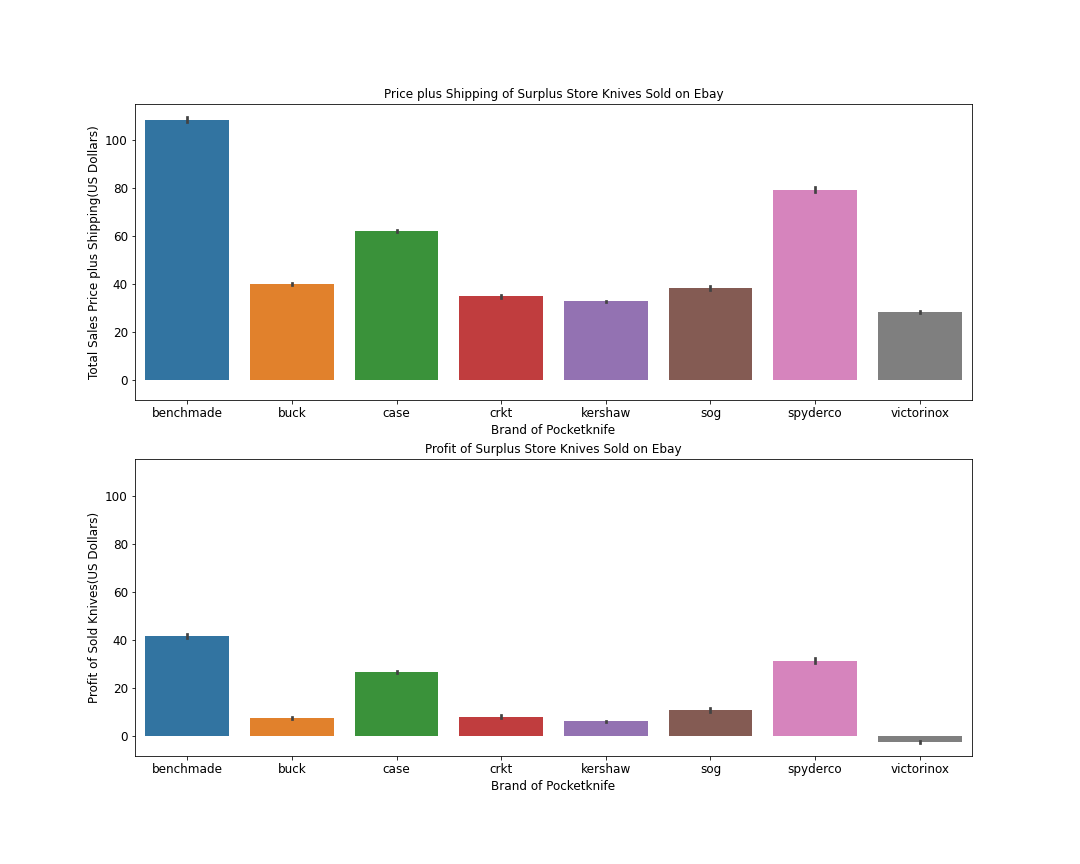 Price plus Shipping of Surplus Store Knives Sold on Ebay
Total Sales Price plus Shipping(US Dollars)
100
80
60
40
20
0
benchmade buck case crkt kershaw sog spyderco victorinox
Brand of Pocketknife
Profit of Surplus Store Knives Sold on Ebay
Profit of Sold Knives(US Dollars)
100
80
60
40
20
0
benchmade buck case crkt kershaw sog spyderco victorinox
Brand of Pocketknife